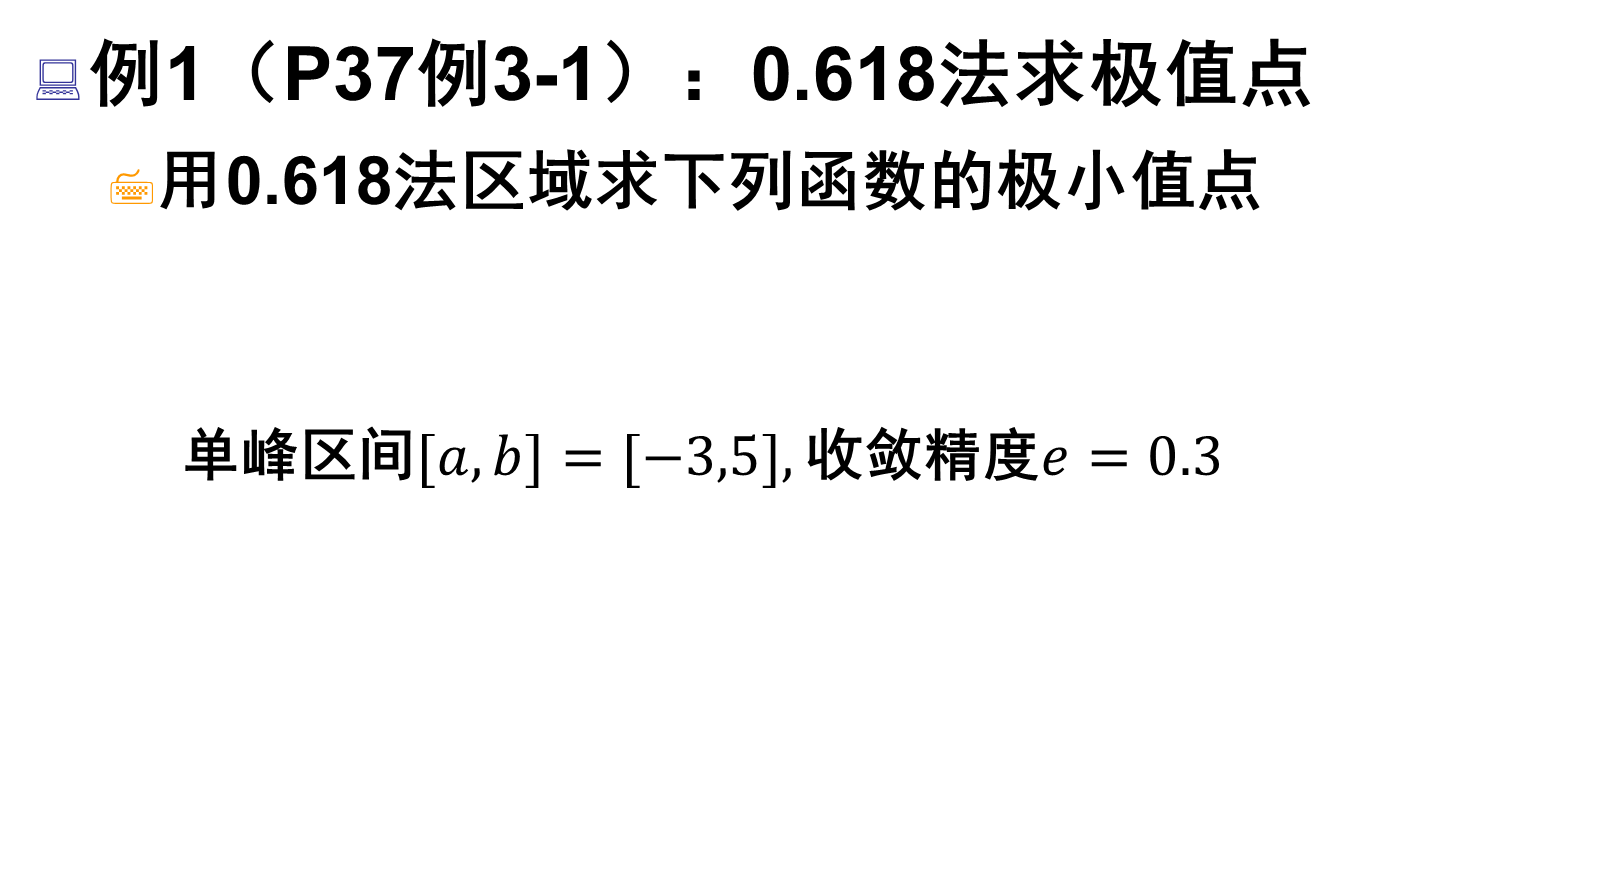 例1（P37例3-1）：0.618法求极值点
用0.618法区域求下列函数的极小值点
单峰区间[a, b] = [−3,5], 收敛精度e = 0.3